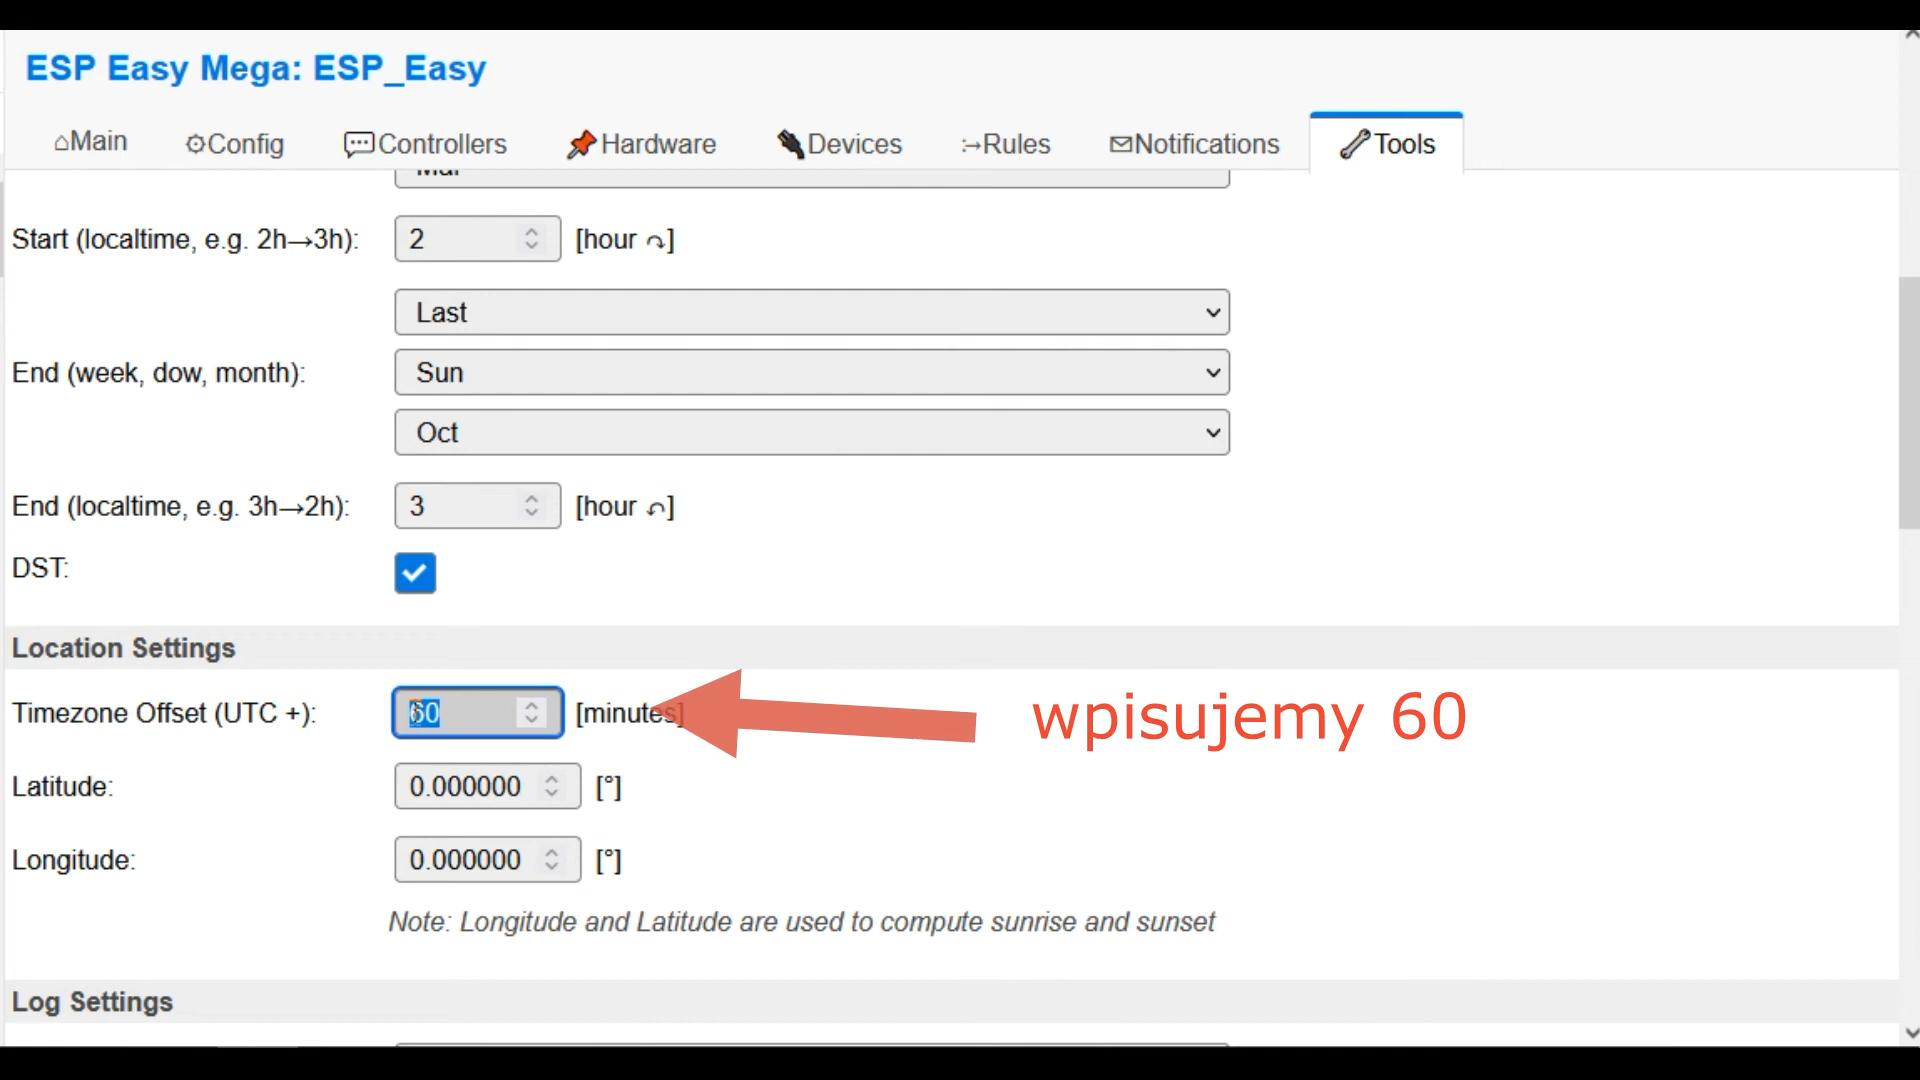 ESP Easy Mega: ESP_Easy
⌂Main ⚙Config 💬Controllers 📌Hardware 🔌Devices :→Rules ✉Notifications 🔧Tools
Start (localtime, e.g. 2h→3h): 2 [hour ↷]
Last
End (week, dow, month): Sun
Oct
End (localtime, e.g. 3h→2h): 3 [hour ↶]
DST:
Location Settings
Timezone Offset (UTC +): 60 [minutes] wpisujemy 60
Latitude: 0.000000 [°]
Longitude: 0.000000 [°]
Note: Longitude and Latitude are used to compute sunrise and sunset
Log Settings